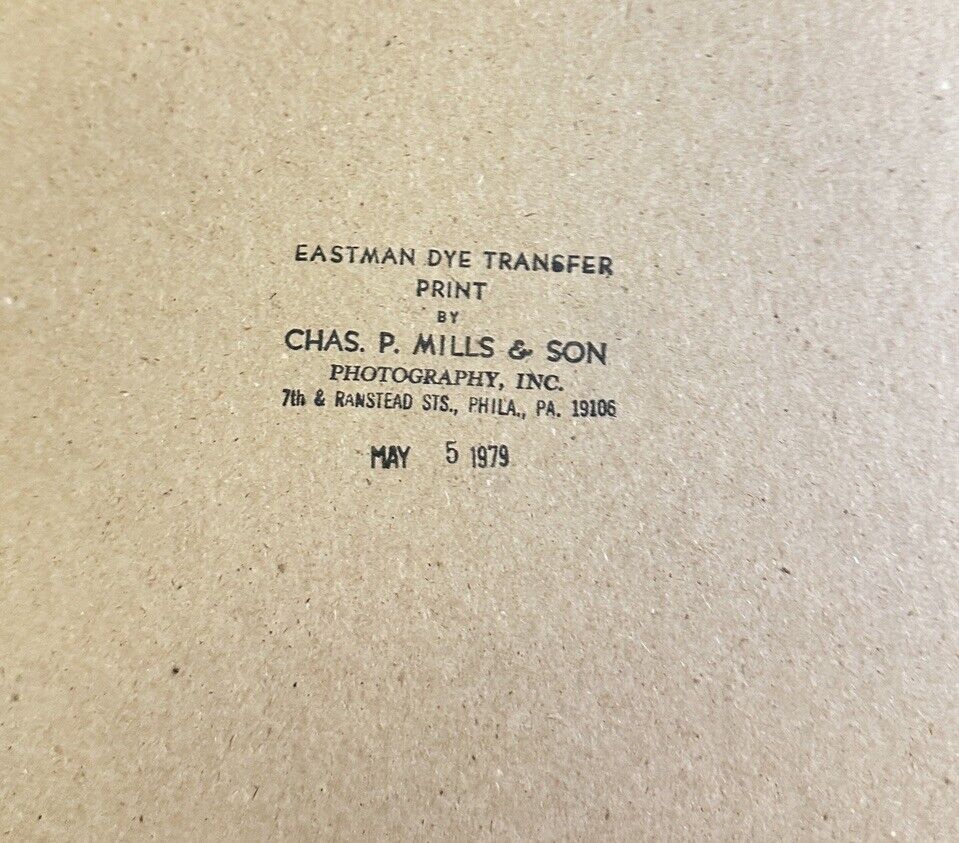 EASTMAN DYE TRANSFER
PRINT
BY
CHAS. P. MILLS & SON
PHOTOGRAPHY, INC.
7th & RANSTEAD STS., PHILA., PA. 19106
MAY 5 1979